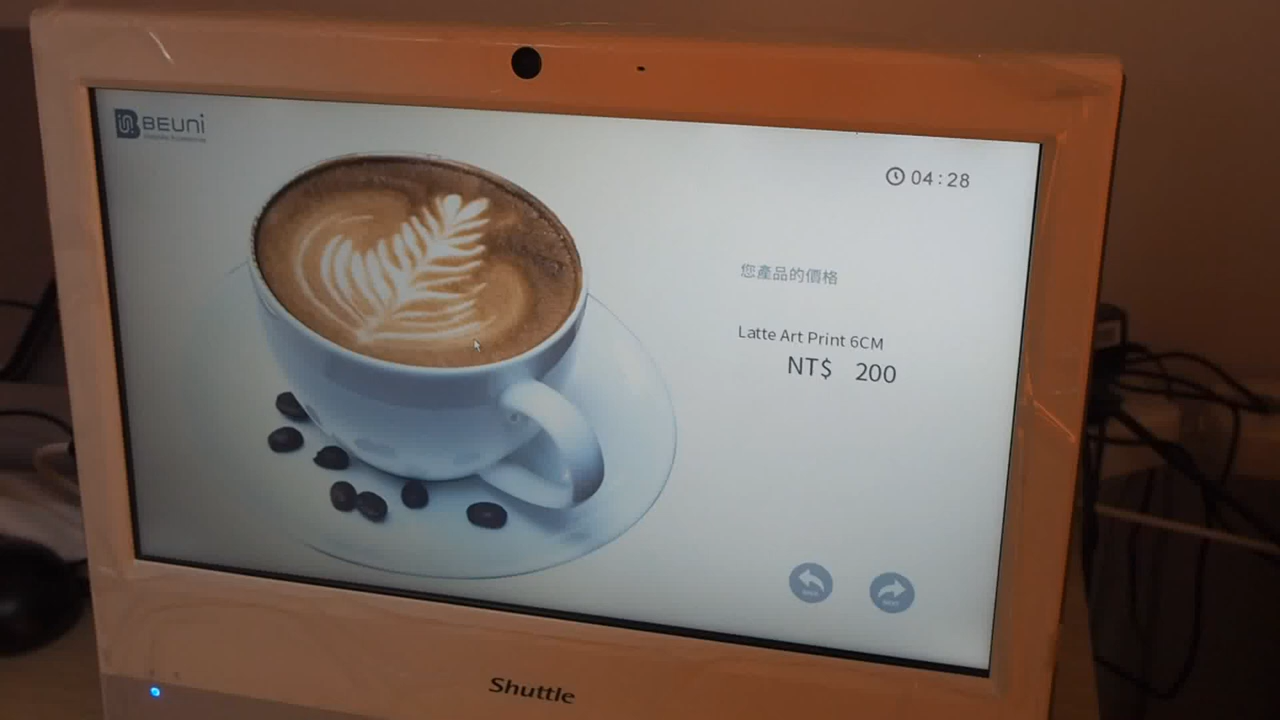 BEUni
04:28
您產品的價格
Latte Art Print 6CM
NT$ 200
Shuttle